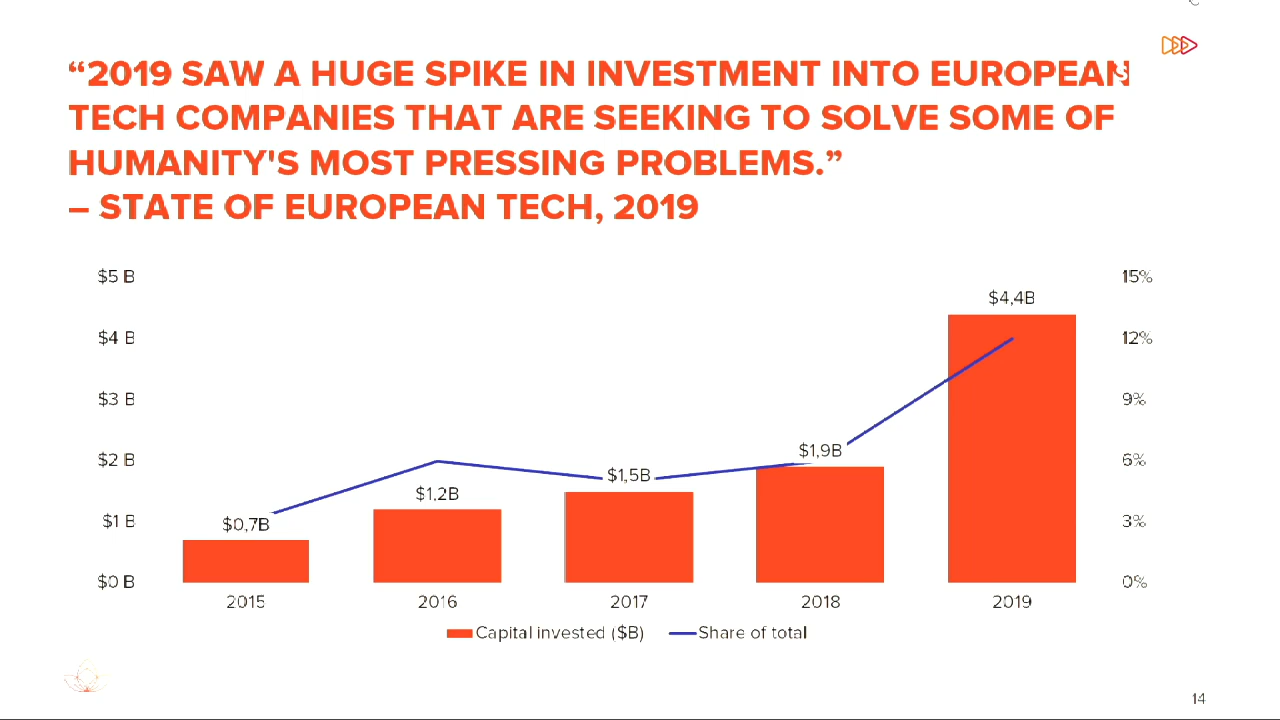 “2019 SAW A HUGE SPIKE IN INVESTMENT INTO EUROPEAN
TECH COMPANIES THAT ARE SEEKING TO SOLVE SOME OF
HUMANITY'S MOST PRESSING PROBLEMS.”
– STATE OF EUROPEAN TECH, 2019
$5 B
15%
$4,4B
$4 B
12%
$3 B
9%
$2 B
$1,9B
6%
$1,5B
$1,2B
$1 B
$0,7B
3%
$0 B
0%
2015
2016
2017
2018
2019
Capital invested ($B)
Share of total
14